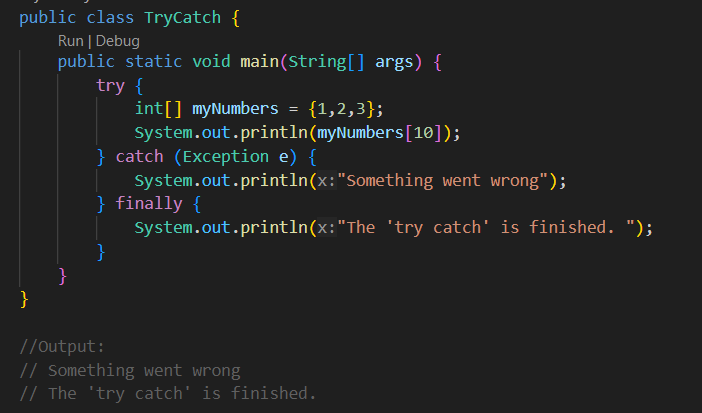 public class TryCatch {
Run | Debug
public static void main(String[] args) {
try {
int[] myNumbers = {1,2,3};
System.out.println(myNumbers[10]);
} catch (Exception e) {
System.out.println(x:"Something went wrong");
} finally {
System.out.println(x:"The 'try catch' is finished. ");
}
}
}
//Output:
// Something went wrong
// The 'try catch' is finished.